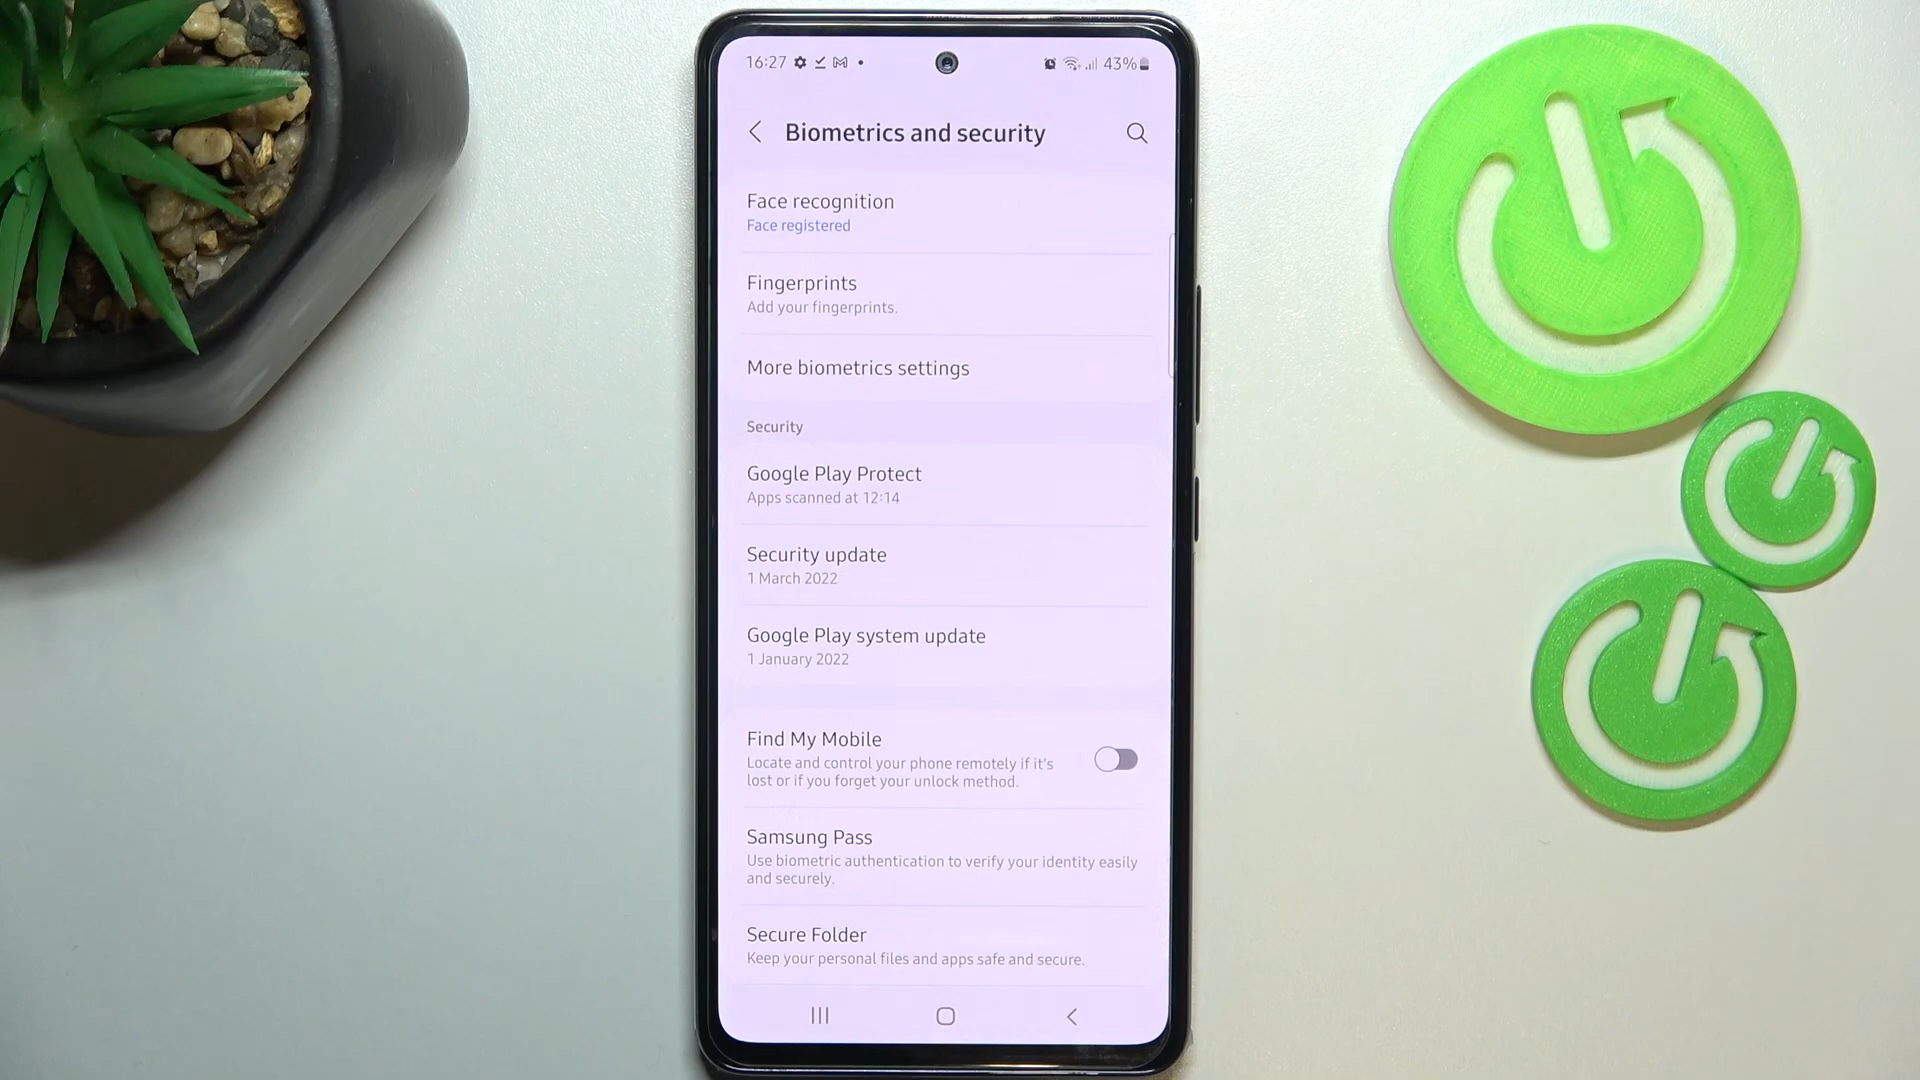 16:27
43%
Biometrics and security
Face recognition
Face registered
Fingerprints
Add your fingerprints.
More biometrics settings
Security
Google Play Protect
Apps scanned at 12:14
Security update
1 March 2022
Google Play system update
1 January 2022
Find My Mobile
Locate and control your phone remotely if it's
lost or if you forget your unlock method.
Samsung Pass
Use biometric authentication to verify your identity easily
and securely.
Secure Folder
Keep your personal files and apps safe and secure.